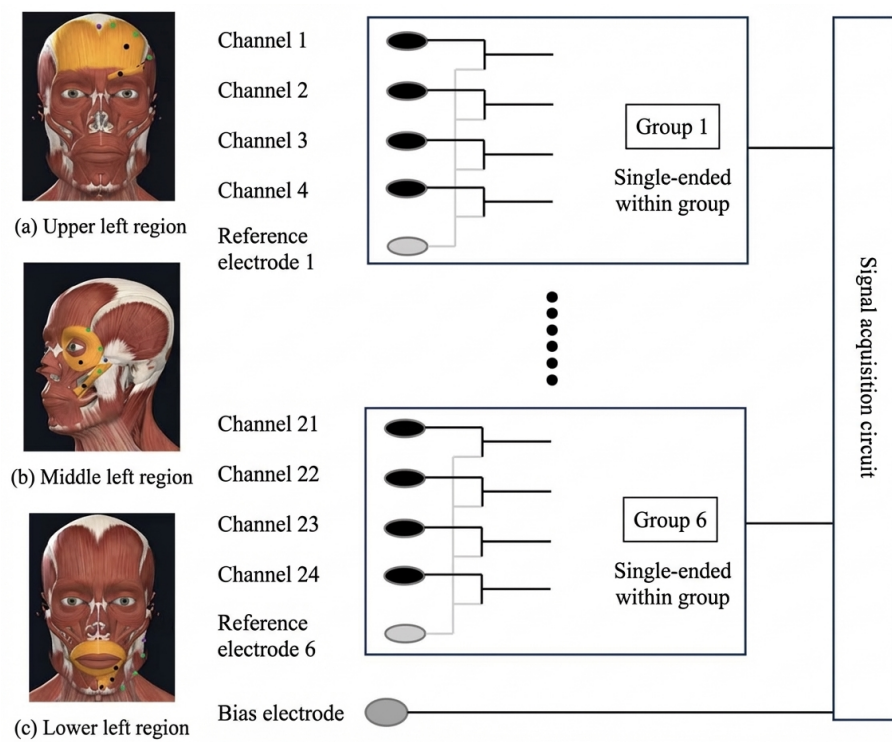 Channel 1
Channel 2
Channel 3
Channel 4
Reference
electrode 1
Group 1
Single-ended
within group
(a) Upper left region
(b) Middle left region
(c) Lower left region
Channel 21
Channel 22
Channel 23
Channel 24
Reference
electrode 6
Group 6
Single-ended
within group
Bias electrode
Signal acquisition circuit